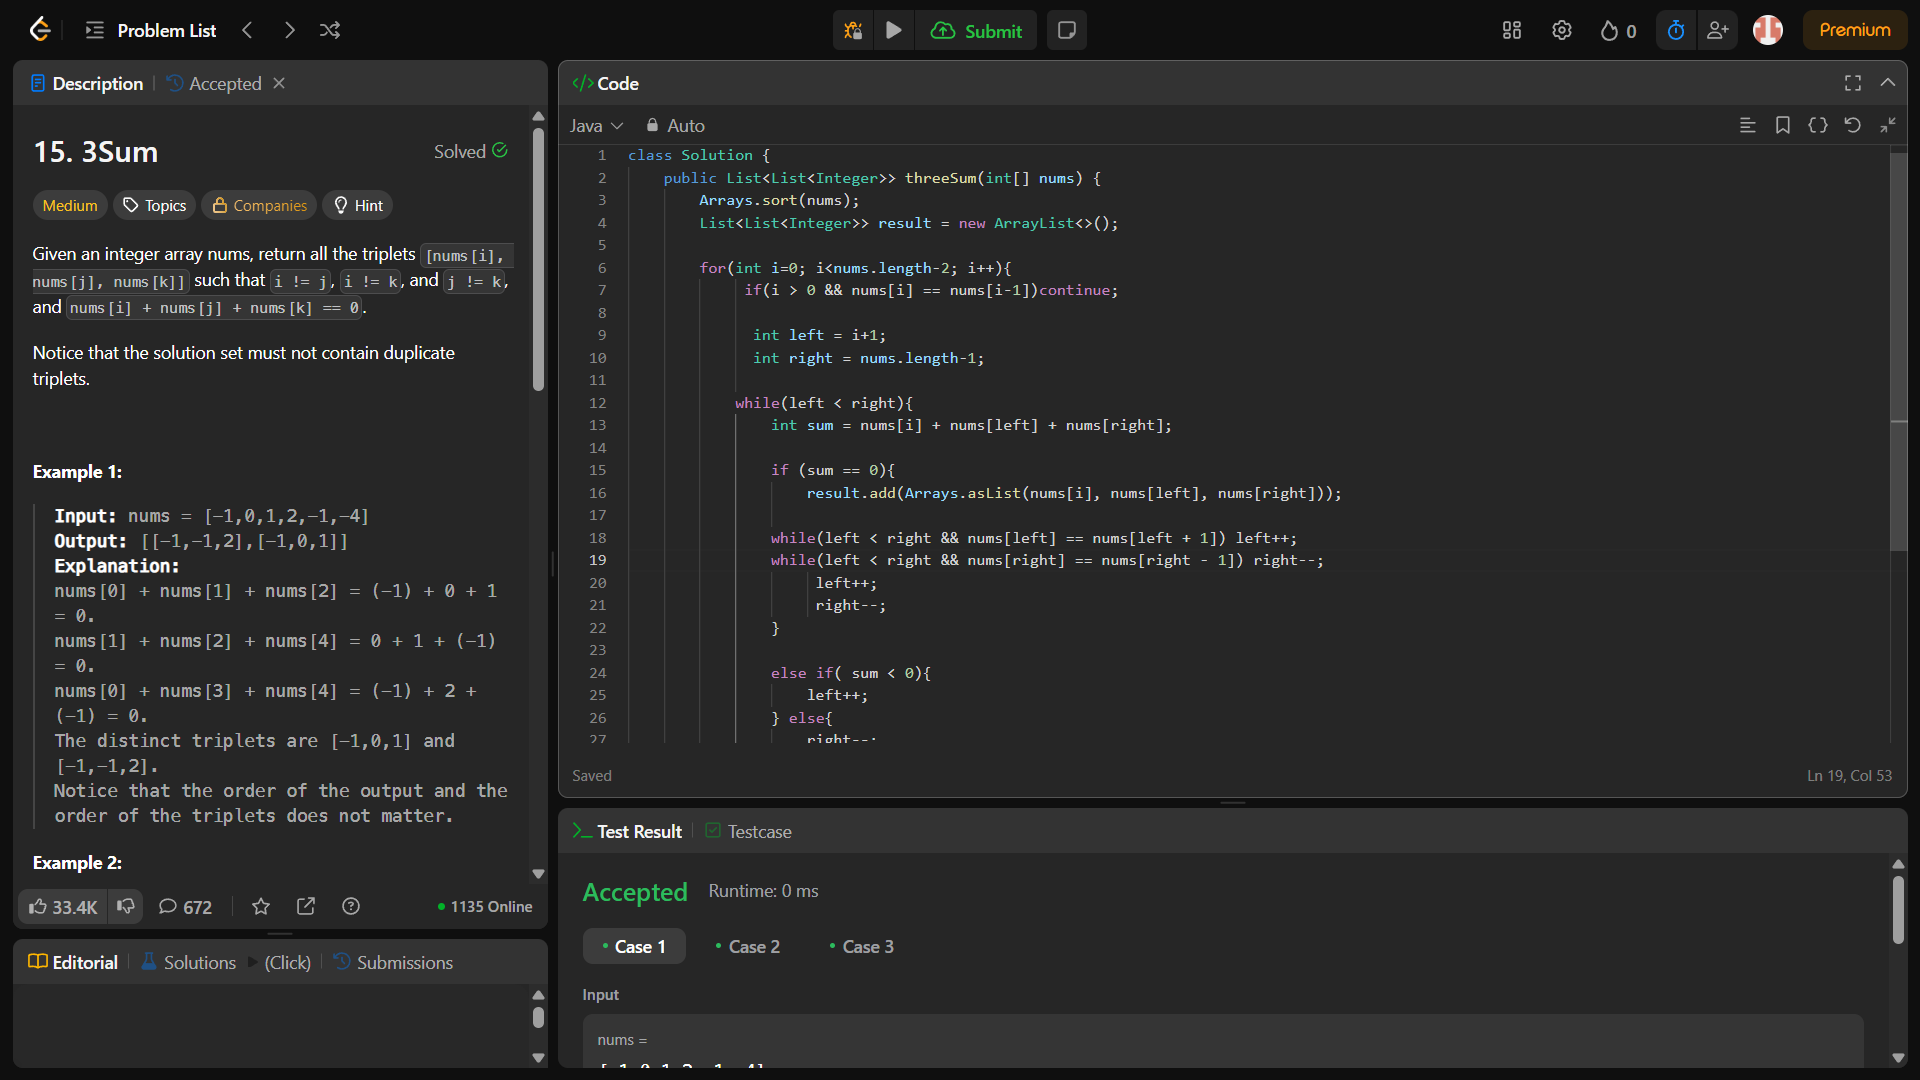 Problem List
Submit
0
Premium
Description
Accepted
15. 3Sum
Solved
Medium
Topics
Companies
Hint
Given an integer array nums, return all the triplets [nums[i],
nums[j], nums[k]] such that i != j, i != k, and j != k,
and nums[i] + nums[j] + nums[k] == 0.
Notice that the solution set must not contain duplicate
triplets.
Example 1:
Input: nums = [-1,0,1,2,-1,-4]
Output: [[-1,-1,2],[-1,0,1]]
Explanation:
nums[0] + nums[1] + nums[2] = (-1) + 0 + 1
= 0.
nums[1] + nums[2] + nums[4] = 0 + 1 + (-1)
= 0.
nums[0] + nums[3] + nums[4] = (-1) + 2 +
(-1) = 0.
The distinct triplets are [-1,0,1] and
[-1,-1,2].
Notice that the order of the output and the
order of the triplets does not matter.
Example 2:
33.4K
672
1135 Online
Editorial
Solutions
(Click)
Submissions
</> Code
Java
Auto
1 class Solution {
2 public List<List<Integer>> threeSum(int[] nums) {
3 Arrays.sort(nums);
4 List<List<Integer>> result = new ArrayList<>();
5
6 for(int i=0; i<nums.length-2; i++){
7 if(i > 0 && nums[i] == nums[i-1])continue;
8
9 int left = i+1;
10 int right = nums.length-1;
11
12 while(left < right){
13 int sum = nums[i] + nums[left] + nums[right];
14
15 if (sum == 0){
16 result.add(Arrays.asList(nums[i], nums[left], nums[right]));
17
18 while(left < right && nums[left] == nums[left + 1]) left++;
19 while(left < right && nums[right] == nums[right - 1]) right--;
20 left++;
21 right--;
22 }
23
24 else if( sum < 0){
25 left++;
26 } else{
27 right--;
Saved
Ln 19, Col 53
Test Result
Testcase
Accepted
Runtime: 0 ms
Case 1
Case 2
Case 3
Input
nums =
[-1,0,1,2,-1,-4]